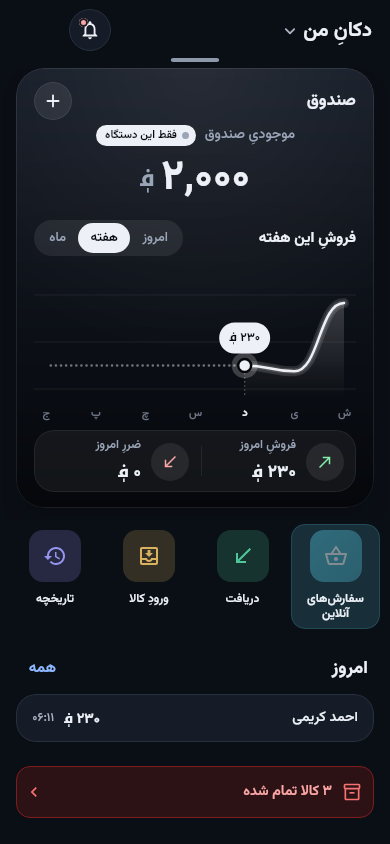 دکانِ من
صندوق
موجودیِ صندوق
فقط این دستگاه
۲,۰۰۰ ؋
فروشِ این هفته
امروز
هفته
ماه
۲۳۰ ؋
ش
ی
د
س
چ
پ
ج
فروشِ امروز
۲۳۰ ؋
ضررِ امروز
۰ ؋
سفارش‌های
آنلاین
دریافت
ورودِ کالا
تاریخچه
امروز
همه
احمد کریمی
۲۳۰ ؋
۰۶:۱۱
۳ کالا تمام شده